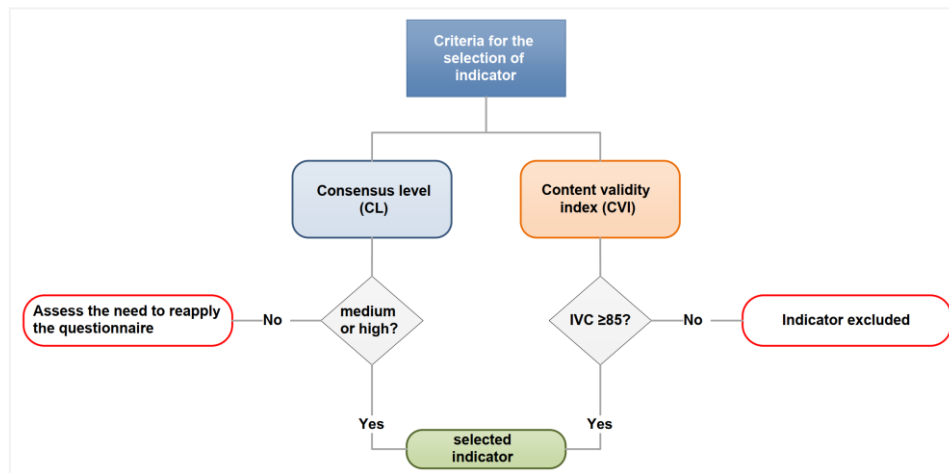 Criteria for the
selection of
indicator
Consensus level
(CL)
Content validity
index (CVI)
Assess the need to reapply
the questionnaire
No
medium
or high?
IVC ≥85?
No
Indicator excluded
Yes
Yes
selected
indicator